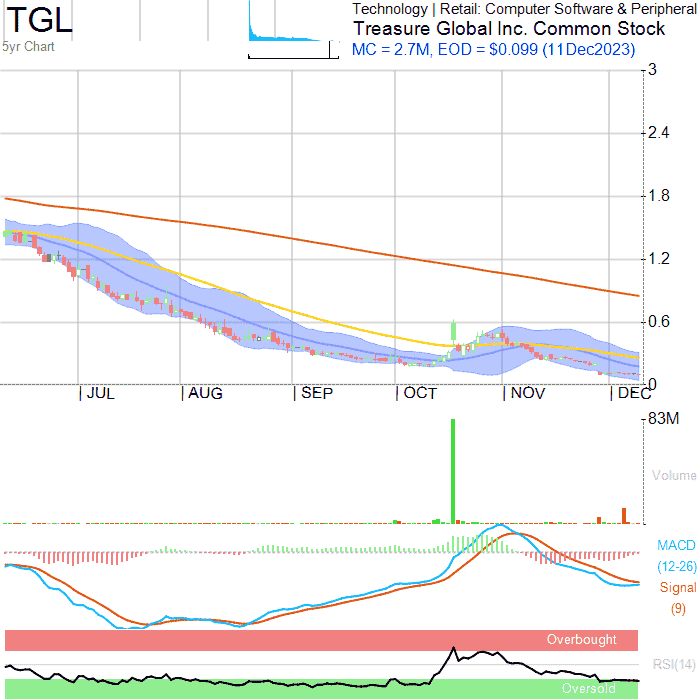 TGL
5yr Chart
Technology | Retail: Computer Software & Peripheral
Treasure Global Inc. Common Stock
MC = 2.7M, EOD = $0.099 (11Dec2023)
3
2.4
1.8
1.2
0.6
0
JUL AUG SEP OCT NOV DEC
83M
Volume
MACD
(12-26)
Signal
(9)
Overbought
RSI(14)
Oversold